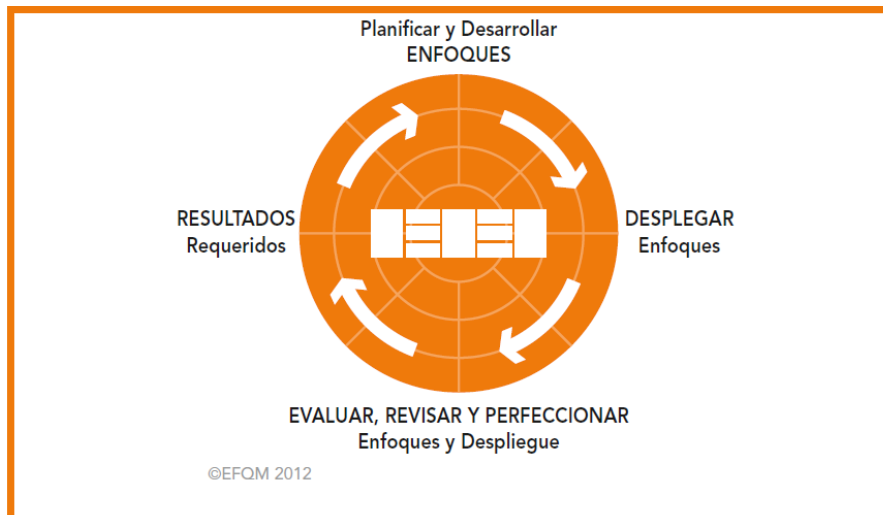 Planificar y Desarrollar
ENFOQUES
RESULTADOS
Requeridos
DESPLEGAR
Enfoques
EVALUAR, REVISAR Y PERFECCIONAR
Enfoques y Despliegue
©EFQM 2012